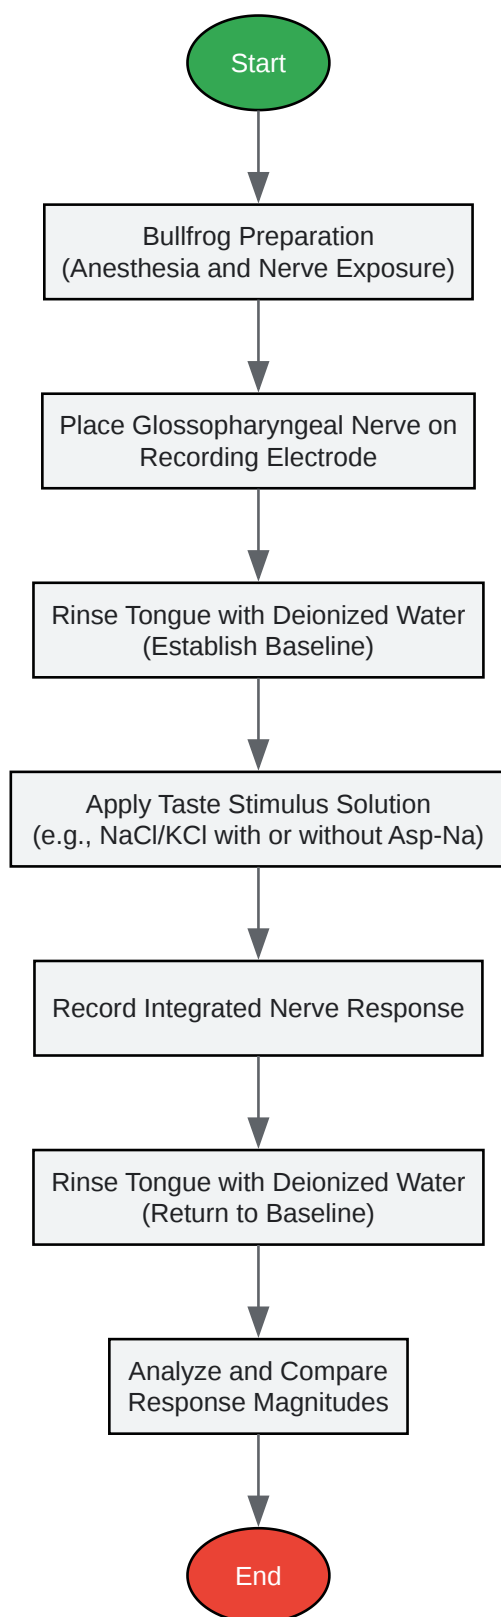 Start
Bullfrog Preparation
(Anesthesia and Nerve Exposure)
Place Glossopharyngeal Nerve on
Recording Electrode
Rinse Tongue with Deionized Water
(Establish Baseline)
Apply Taste Stimulus Solution
(e.g., NaCl/KCl with or without Asp-Na)
Record Integrated Nerve Response
Rinse Tongue with Deionized Water
(Return to Baseline)
Analyze and Compare
Response Magnitudes
End